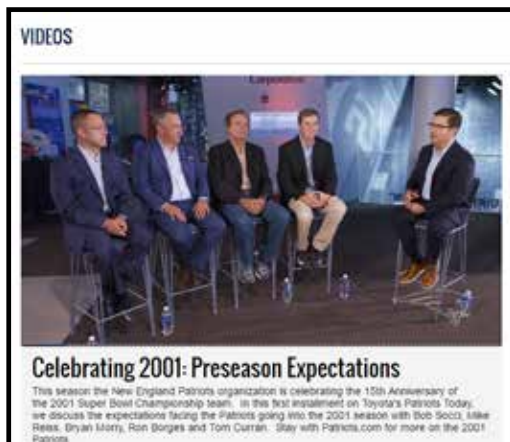 VIDEOS
Corporation
Celebrating 2001: Preseason Expectations
This season the New England Patriots organization is celebrating the 15th Anniversary of
the 2001 Super Bowl Championship team. In this first installment on Toyota's Patriots Today,
we discuss the expectations facing the Patriots going into the 2001 season with Bob Socci, Mike
Reiss, Bryan Morry, Ron Borges and Tom Curran. Stay with Patriots.com for more on the 2001
Patriots